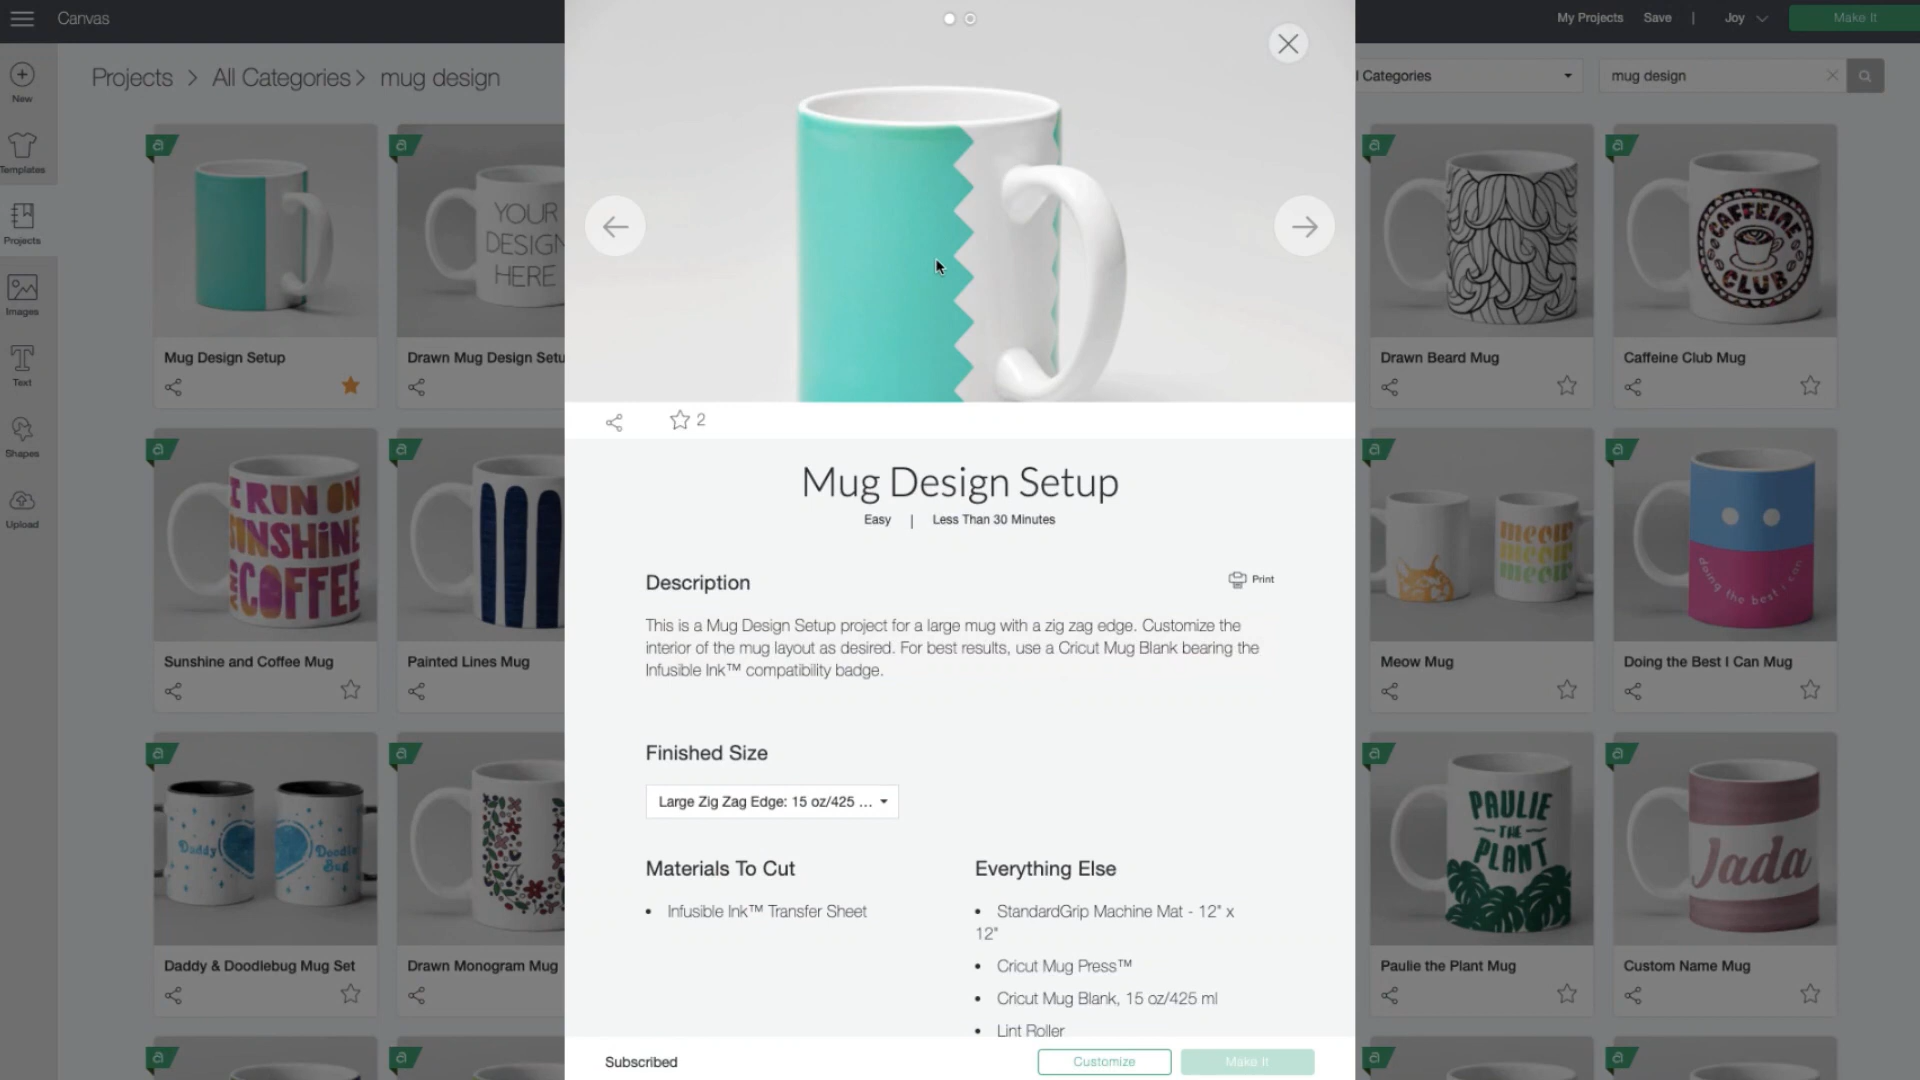 Canvas
My Projects
Save
|
Joy
Make It
New
Templates
Projects
Images
Text
Shapes
Upload
Projects > All Categories > mug design
l Categories
mug design
YOUR
DESIGN
HERE
CAFFEINE
CLUB
Mug Design Setup
Drawn Mug Design Setu
Drawn Beard Mug
Caffeine Club Mug
2
Mug Design Setup
Easy | Less Than 30 Minutes
Description
Print
This is a Mug Design Setup project for a large mug with a zig zag edge. Customize the
interior of the mug layout as desired. For best results, use a Cricut Mug Blank bearing the
Infusible Ink™ compatibility badge.
I RUN ON
SUNSHINE
AND
COFFEE
meow
meow
meow
doing the best i can
Sunshine and Coffee Mug
Painted Lines Mug
Meow Mug
Doing the Best I Can Mug
Finished Size
Large Zig Zag Edge: 15 oz/425 ...
Materials To Cut
Infusible Ink™ Transfer Sheet
Everything Else
StandardGrip Machine Mat - 12" x
12"
Cricut Mug Press™
Cricut Mug Blank, 15 oz/425 ml
Lint Roller
Daddy
Doodle
Bug
PAULIE
THE
PLANT
Jada
Daddy & Doodlebug Mug Set
Drawn Monogram Mug
Paulie the Plant Mug
Custom Name Mug
Subscribed
Customize
Make It